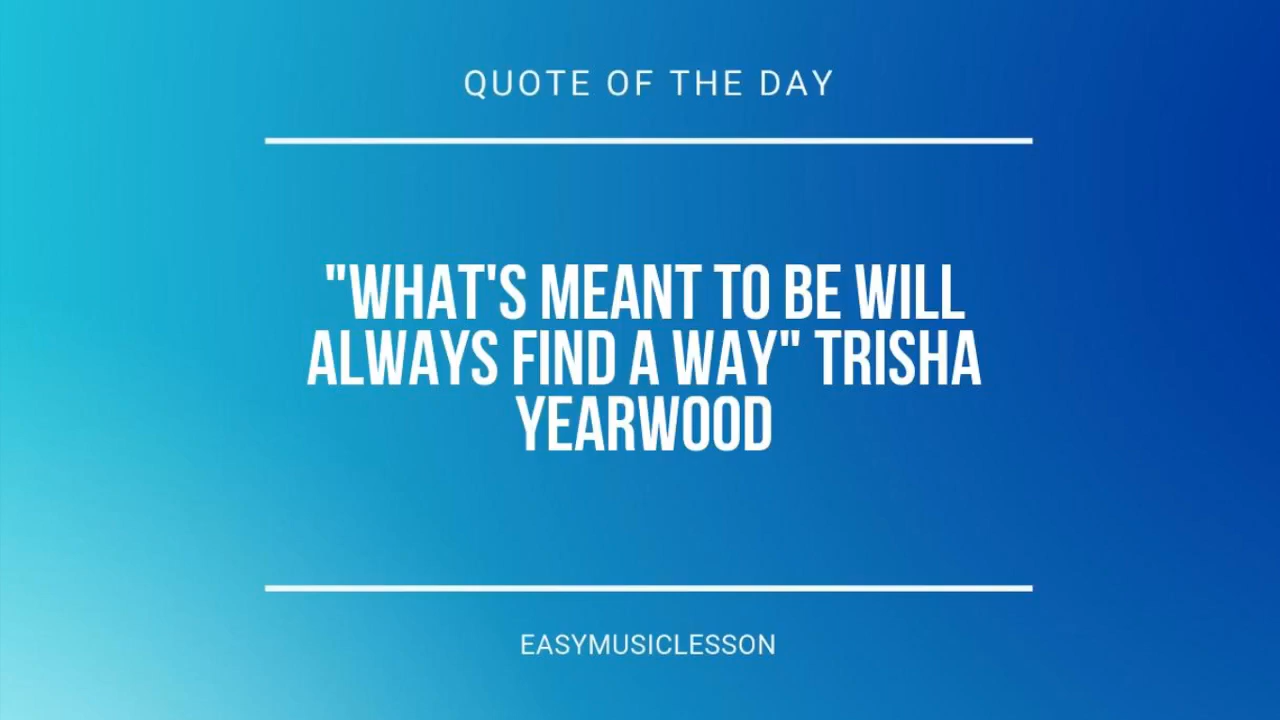 QUOTE OF THE DAY
"WHAT'S MEANT TO BE WILL
ALWAYS FIND A WAY" TRISHA
YEARWOOD
EASYMUSICLESSON